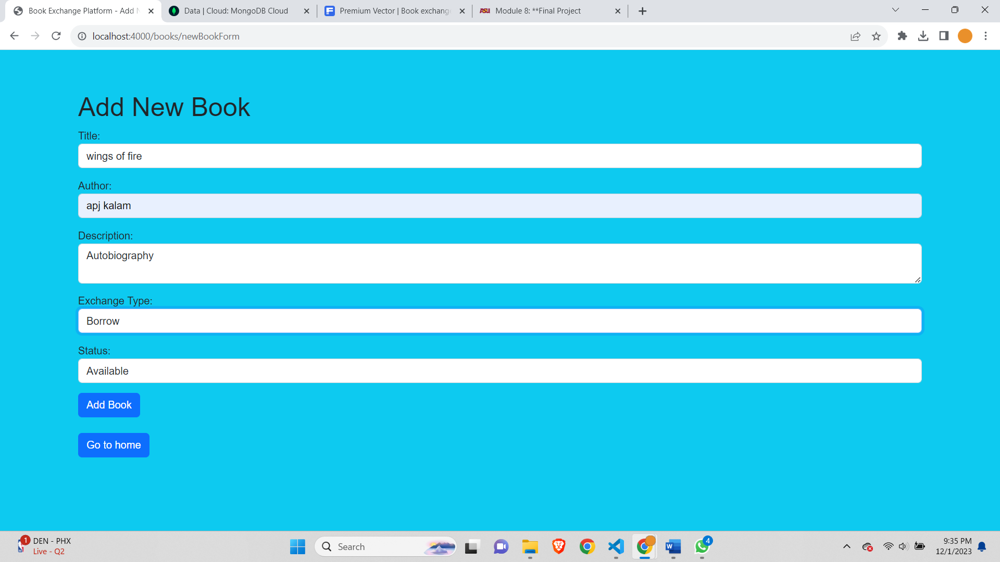 Book Exchange Platform - Add N
Data | Cloud: MongoDB Cloud
Premium Vector | Book exchang
ASU
Module 8: **Final Project
localhost:4000/books/newBookForm
Add New Book
Title:
wings of fire
Author:
apj kalam
Description:
Autobiography
Exchange Type:
Borrow
Status:
Available
Add Book
Go to home
1
DEN - PHX
Live - Q2
Search
W
4
9:35 PM
12/1/2023